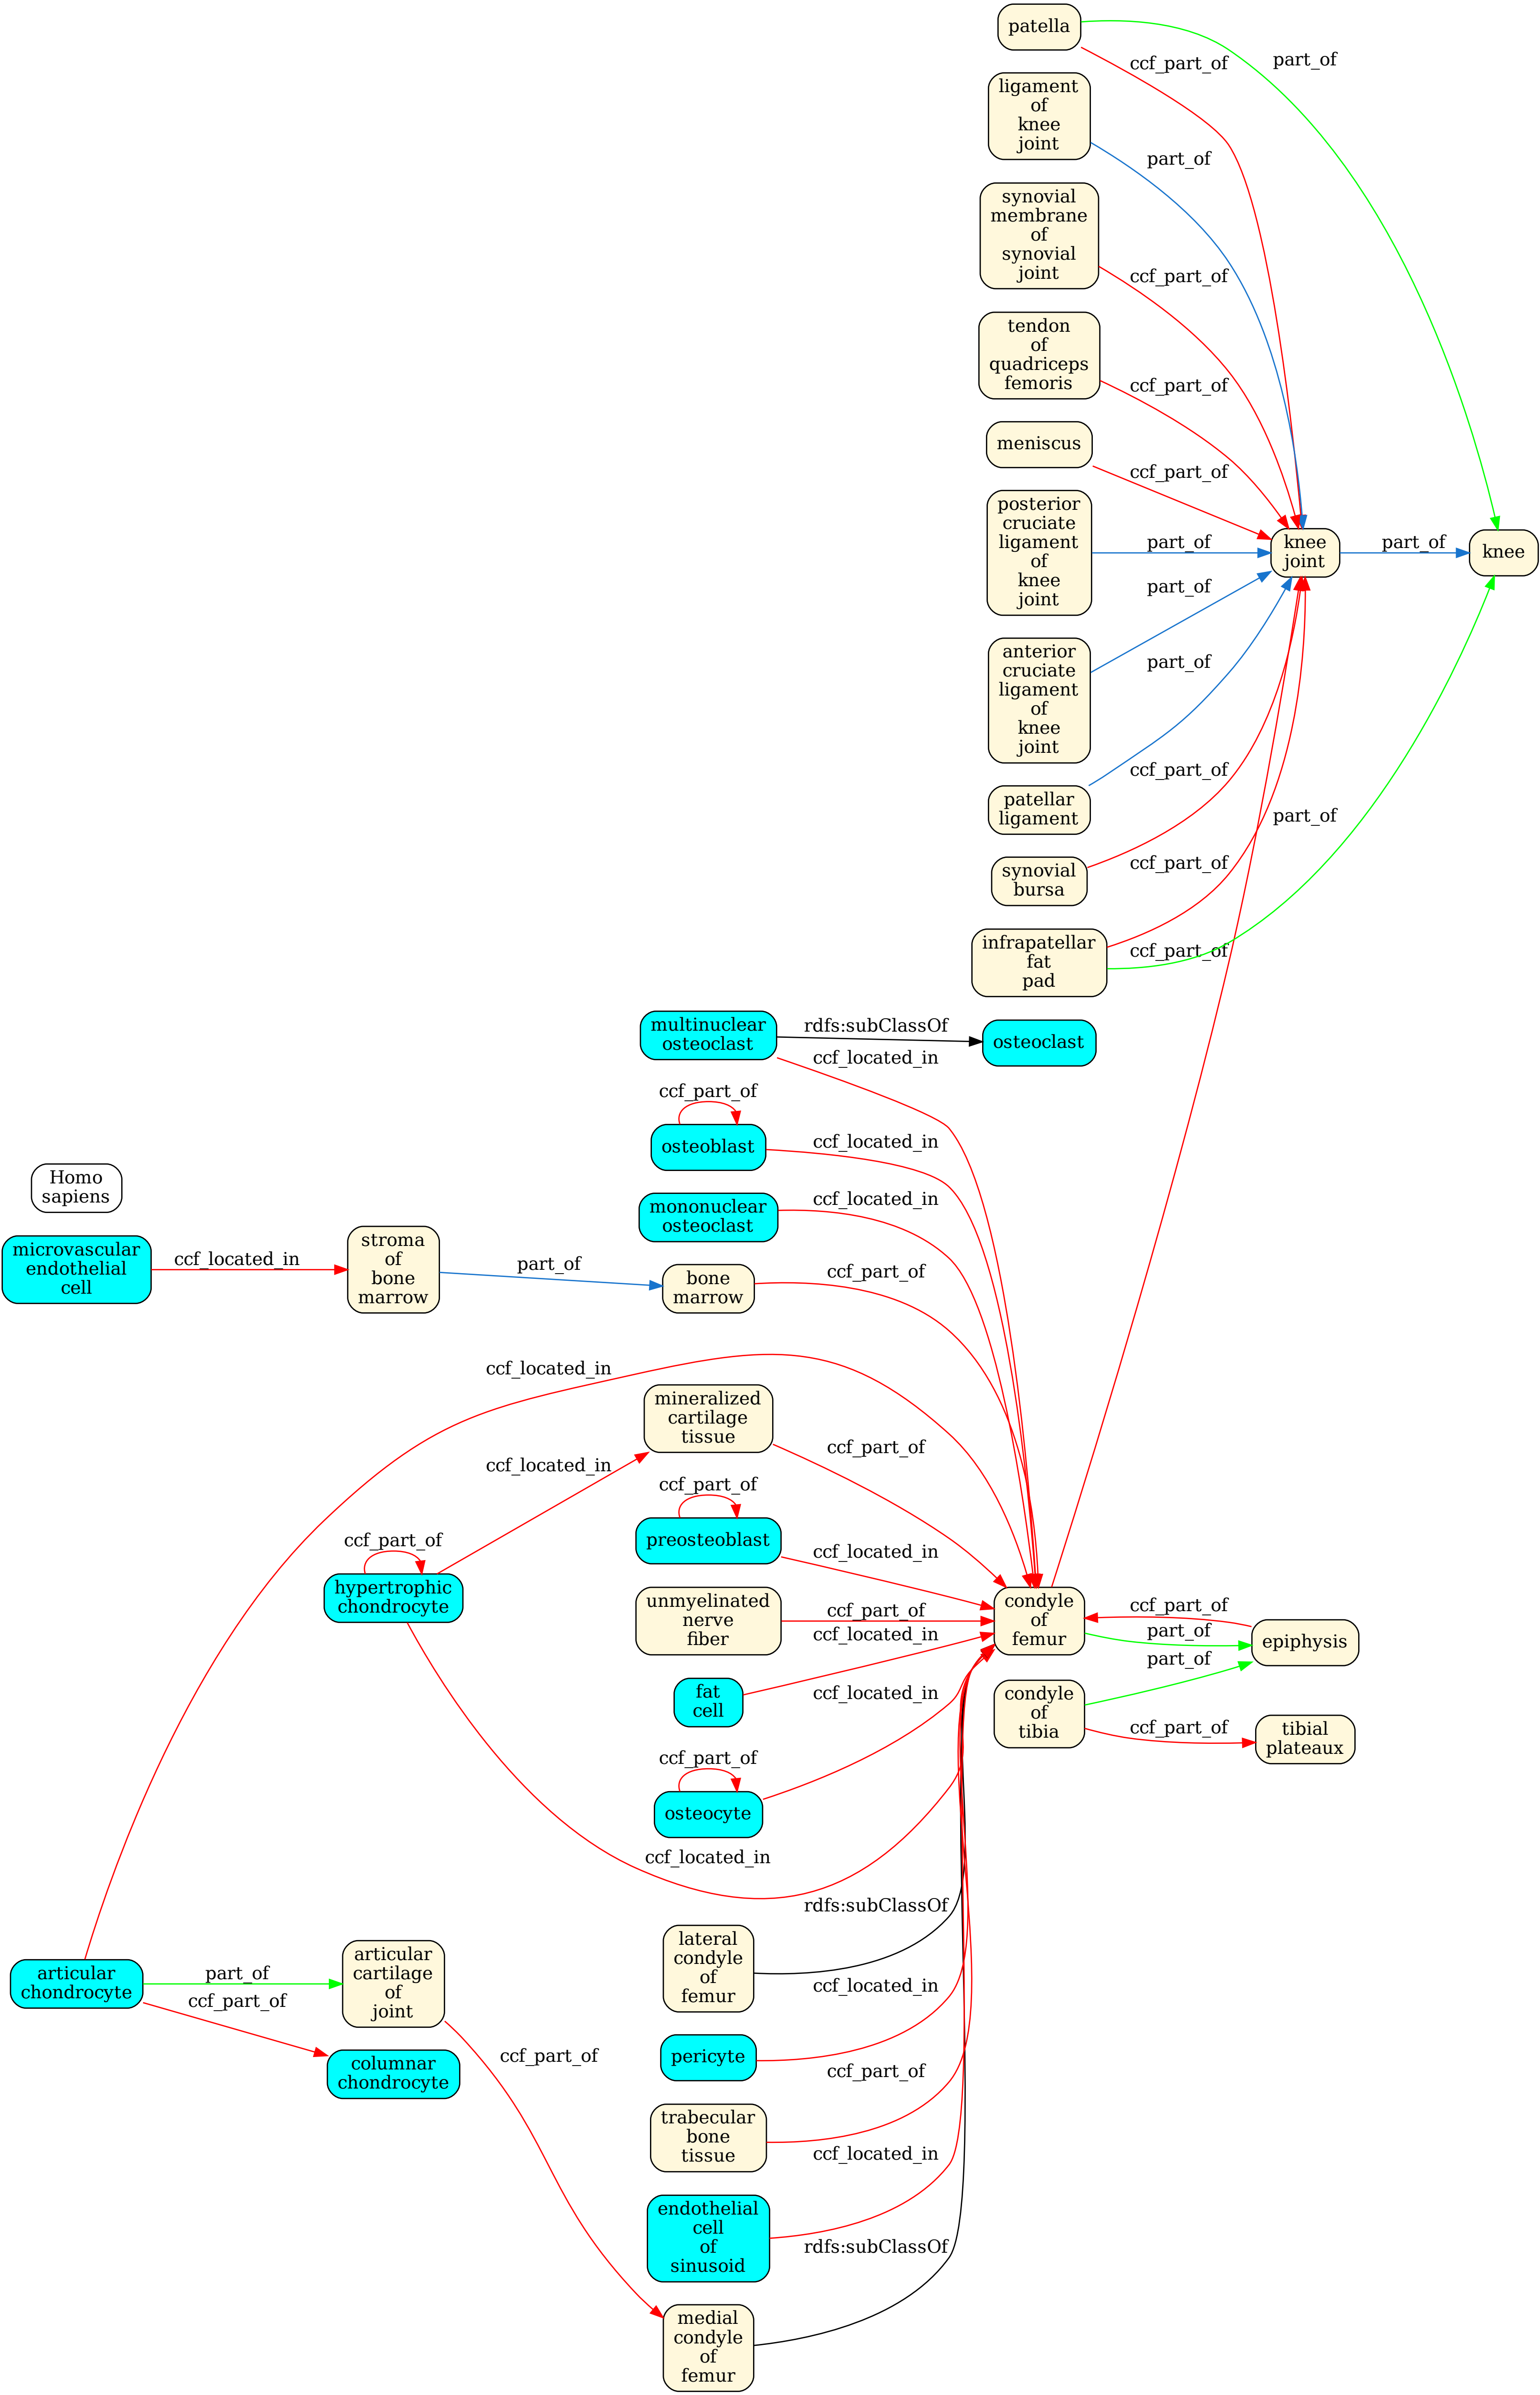 patella
ccf_part_of
part_of
ligament
of
knee
joint
part_of
synovial
membrane
of
synovial
joint
ccf_part_of
tendon
of
quadriceps
femoris
ccf_part_of
meniscus
ccf_part_of
posterior
cruciate
ligament
of
knee
joint
part_of
knee
joint
part_of
knee
anterior
cruciate
ligament
of
knee
joint
part_of
part_of
patellar
ligament
ccf_part_of
part_of
synovial
bursa
ccf_part_of
infrapatellar
fat
pad
ccf_part_of
multinuclear
osteoclast
rdfs:subClassOf
osteoclast
ccf_located_in
ccf_part_of
osteoblast
ccf_located_in
Homo
sapiens
mononuclear
osteoclast
ccf_located_in
microvascular
endothelial
cell
ccf_located_in
stroma
of
bone
marrow
part_of
bone
marrow
ccf_part_of
ccf_located_in
mineralized
cartilage
tissue
ccf_part_of
ccf_located_in
ccf_part_of
preosteoblast
ccf_located_in
ccf_part_of
hypertrophic
chondrocyte
unmyelinated
nerve
fiber
ccf_part_of
ccf_located_in
condyle
of
femur
ccf_part_of
part_of
part_of
epiphysis
fat
cell
ccf_located_in
condyle
of
tibia
ccf_part_of
tibial
plateaux
ccf_part_of
osteocyte
ccf_located_in
rdfs:subClassOf
lateral
condyle
of
femur
articular
chondrocyte
part_of
ccf_part_of
articular
cartilage
of
joint
ccf_located_in
pericyte
columnar
chondrocyte
ccf_part_of
ccf_part_of
trabecular
bone
tissue
ccf_located_in
endothelial
cell
of
sinusoid
rdfs:subClassOf
medial
condyle
of
femur